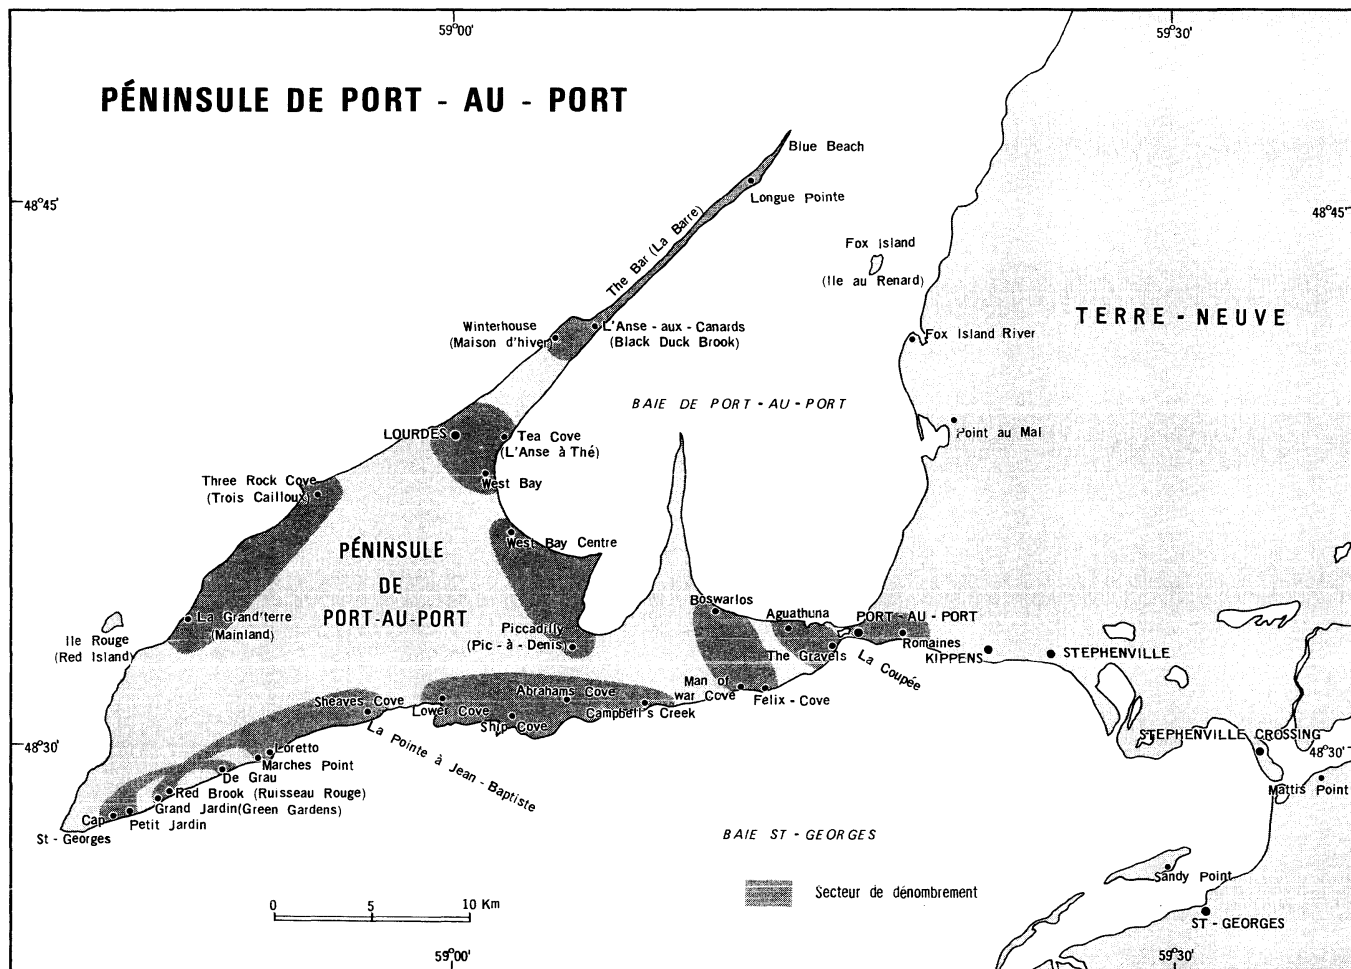 59°00'
59°30'
PÉNINSULE DE PORT - AU - PORT
Blue Beach
Longue Pointe
48°45'
48°45'
The Bar (La Barre)
Fox Island
(Ile au Renard)
TERRE - NEUVE
Winterhouse
(Maison d'hiver)
L'Anse - aux - Canards
(Black Duck Brook)
Fox Island River
BAIE DE PORT - AU - PORT
LOURDES
Tea Cove
(L'Anse à Thé)
Point au Mal
West Bay
Three Rock Cove
(Trois Cailloux)
West Bay Centre
PÉNINSULE
DE
PORT-AU-PORT
Boswarlos
Aguathuna
PORT - AU - PORT
La Grand'terre
(Mainland)
Ile Rouge
(Red Island)
Piccadilly
(Pic - à - Denis)
Romaines
The Gravels
La Coupée
KIPPENS
STEPHENVILLE
Man of
war Cove
Felix - Cove
Sheaves Cove
Lower Cove
Abrahams Cove
Ship Cove
Campbell's Creek
La Pointe à Jean - Baptiste
STEPHENVILLE CROSSING
48°30'
48°30'
Loretto
Marches Point
De Grau
Red Brook (Ruisseau Rouge)
Grand Jardin (Green Gardens)
Mattis Point
Cap
St - Georges
Petit Jardin
BAIE ST - GEORGES
Sandy Point
Secteur de dénombrement
0 5 10 Km
ST - GEORGES
59°00'
59°30'